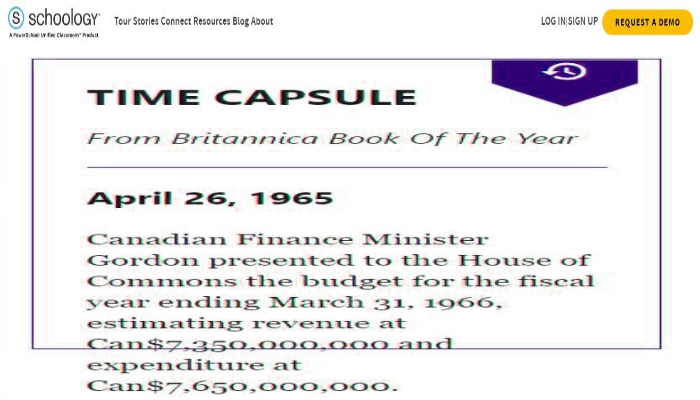 schoology®
A PowerSchool Unified Classroom™ Product
Tour Stories Connect Resources Blog About
LOG IN|SIGN UP
REQUEST A DEMO
TIME CAPSULE
From Britannica Book Of The Year
April 26, 1965
Canadian Finance Minister
Gordon presented to the House of
Commons the budget for the fiscal
year ending March 31, 1966,
estimating revenue at
Can$7,350,000,000 and
expenditure at
Can$7,650,000,000.